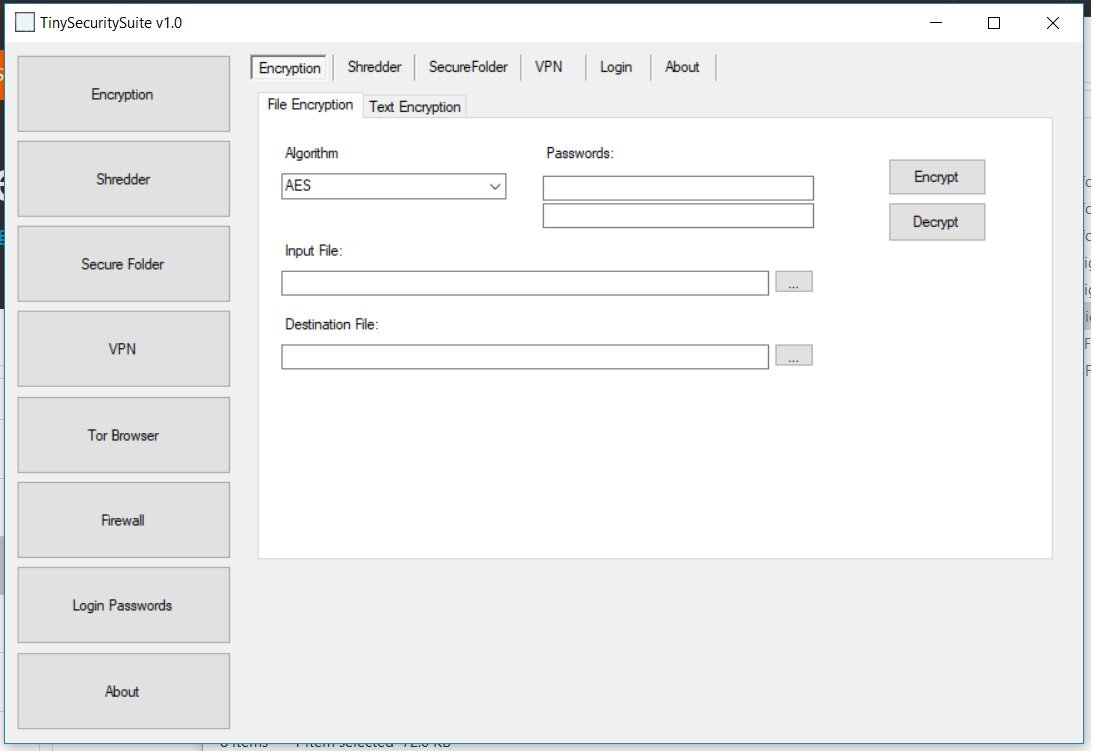 TinySecuritySuite v1.0
Encryption
Shredder
Secure Folder
VPN
Tor Browser
Firewall
Login Passwords
About
Encryption Shredder SecureFolder VPN Login About
File Encryption Text Encryption
Algorithm
AES
Passwords:
Encrypt
Decrypt
Input File:
...
Destination File:
...